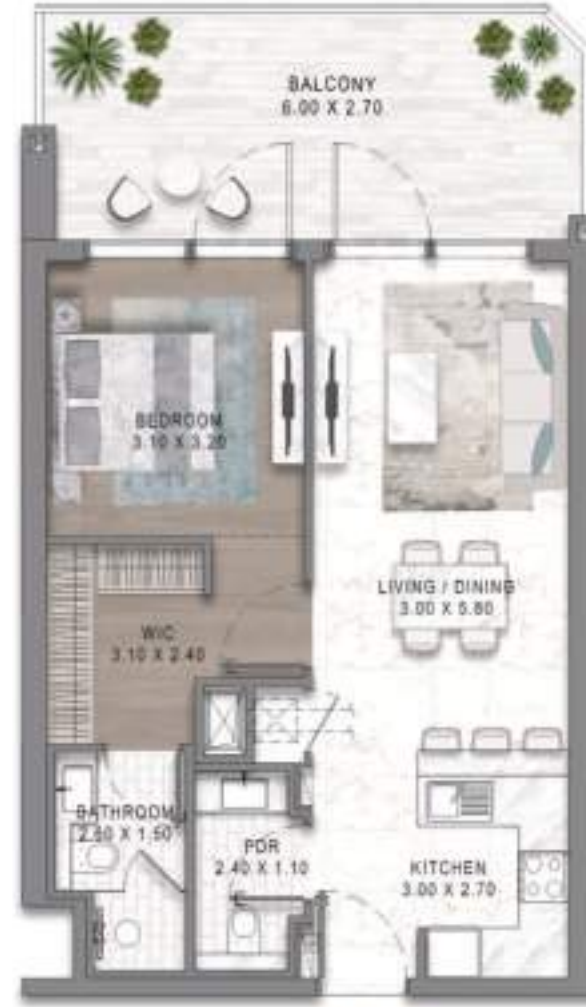 BALCONY
6.00 X 2.70
BEDROOM
3.10 X 3.20
LIVING / DINING
3.00 X 5.80
WIC
3.10 X 2.40
BATHROOM
2.60 X 1.50
PDR
2.40 X 1.10
KITCHEN
3.00 X 2.70